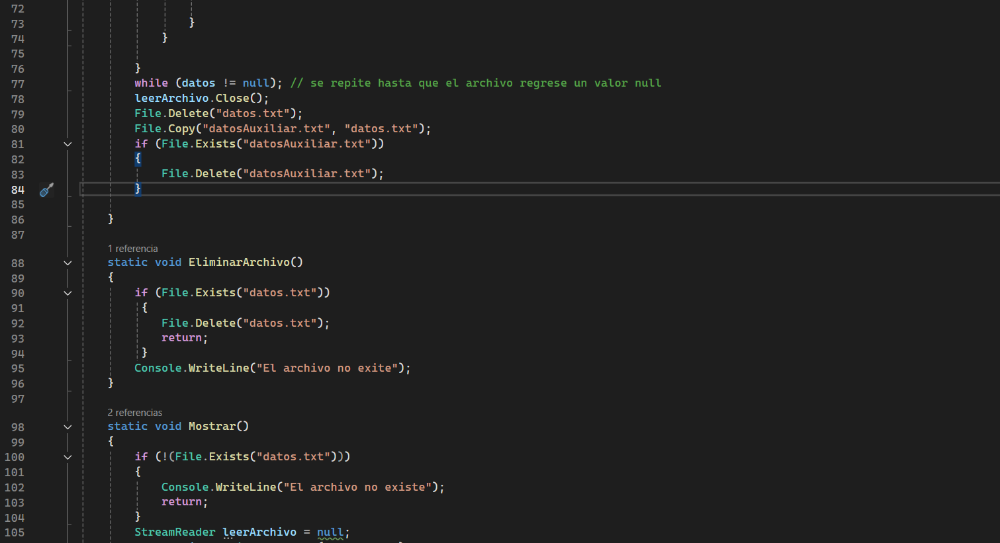 72
73 }
74 }
75
76 }
77 while (datos != null); // se repite hasta que el archivo regrese un valor null
78 leerArchivo.Close();
79 File.Delete("datos.txt");
80 File.Copy("datosAuxiliar.txt", "datos.txt");
81 if (File.Exists("datosAuxiliar.txt"))
82 {
83 File.Delete("datosAuxiliar.txt");
84 }
85
86 }
87
1 referencia
88 static void EliminarArchivo()
89 {
90 if (File.Exists("datos.txt"))
91 {
92 File.Delete("datos.txt");
93 return;
94 }
95 Console.WriteLine("El archivo no exite");
96 }
97
2 referencias
98 static void Mostrar()
99 {
100 if (!(File.Exists("datos.txt")))
101 {
102 Console.WriteLine("El archivo no existe");
103 return;
104 }
105 StreamReader leerArchivo = null;